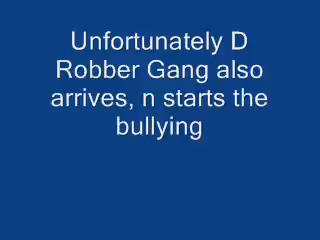 Unfortunately D
Robber Gang also
arrives, n starts the
bullying